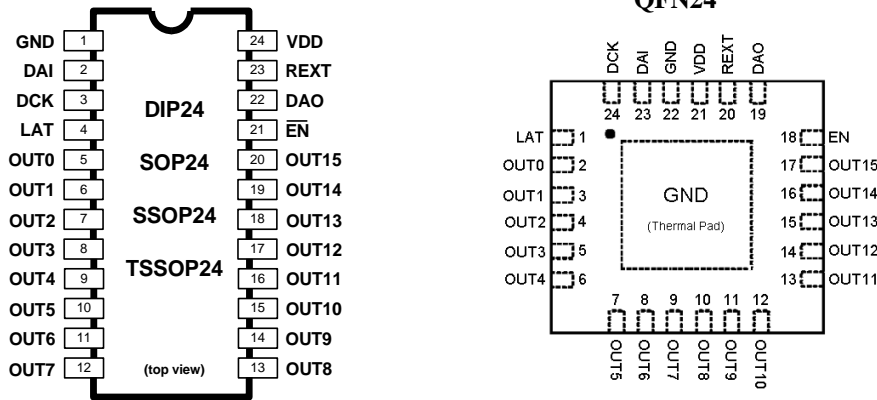 QFN24
GND 1 24 VDD
DAI 2 23 REXT
DCK 3 22 DAO
LAT 4 21 EN
OUT0 5 20 OUT15
OUT1 6 19 OUT14
OUT2 7 18 OUT13
OUT3 8 17 OUT12
OUT4 9 16 OUT11
OUT5 10 15 OUT10
OUT6 11 14 OUT9
OUT7 12 13 OUT8
DIP24
SOP24
SSOP24
TSSOP24
(top view)
DCK DAI GND VDD REXT DAO
24 23 22 21 20 19
LAT 1 18 EN
OUT0 2 17 OUT15
OUT1 3 16 OUT14
OUT2 4 15 OUT13
OUT3 5 14 OUT12
OUT4 6 13 OUT11
GND
(Thermal Pad)
7 8 9 10 11 12
OUT5 OUT6 OUT7 OUT8 OUT9 OUT10